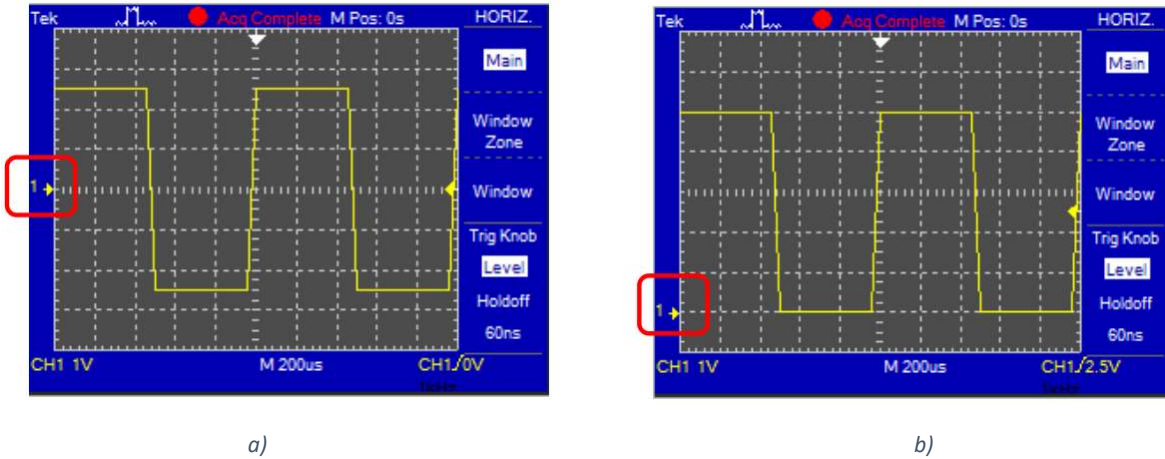 Tek Acq Complete M Pos: 0s HORIZ.
Main
Window
Zone
1
Window
Trig Knob
Level
Holdoff
60ns
CH1 1V M 200us CH1 0V
1kHz
a)
Tek Acq Complete M Pos: 0s HORIZ.
Main
Window
Zone
Window
Trig Knob
Level
1
Holdoff
60ns
CH1 1V M 200us CH1 2.5V
1kHz
b)